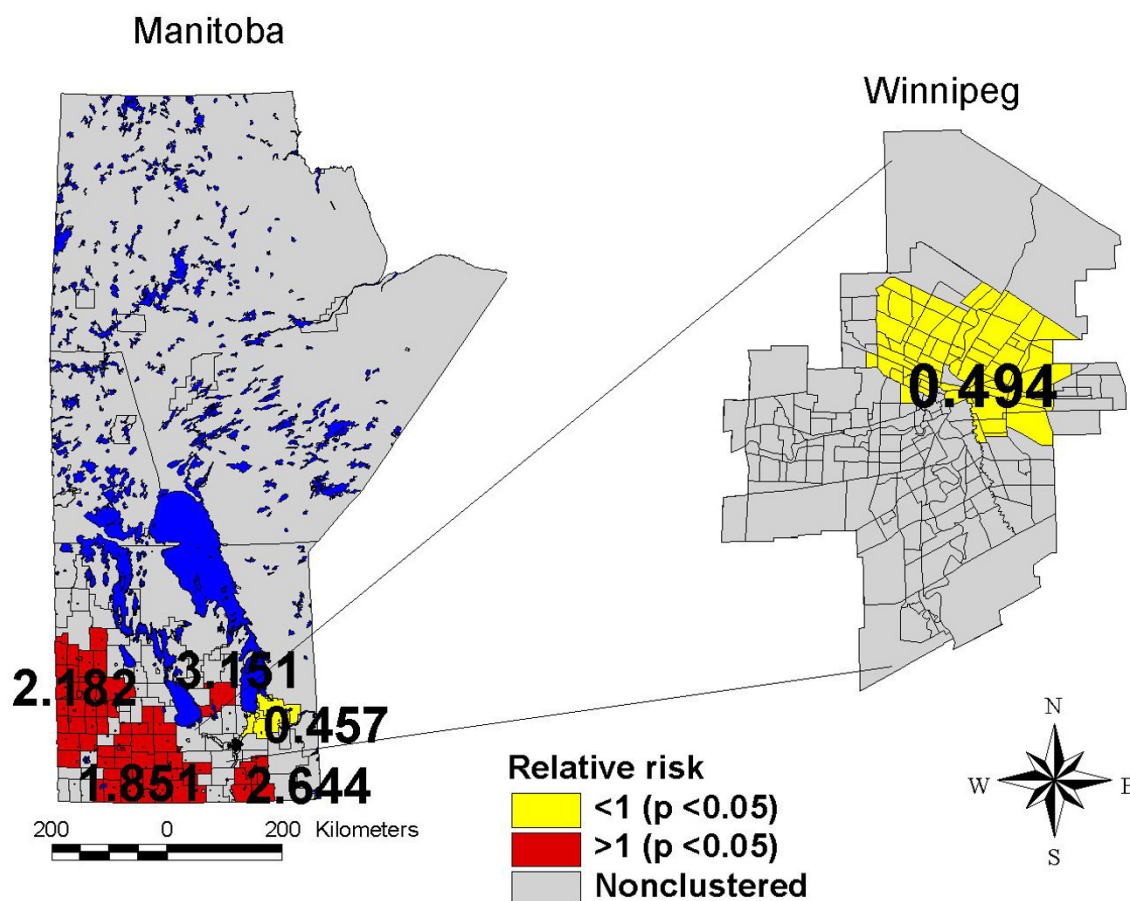 Manitoba
Winnipeg
0.494
2.182
3.151
0.457
1.851
2.644
200 0 200 Kilometers
Relative risk
<1 (p <0.05)
>1 (p <0.05)
Nonclustered
N
W E
S